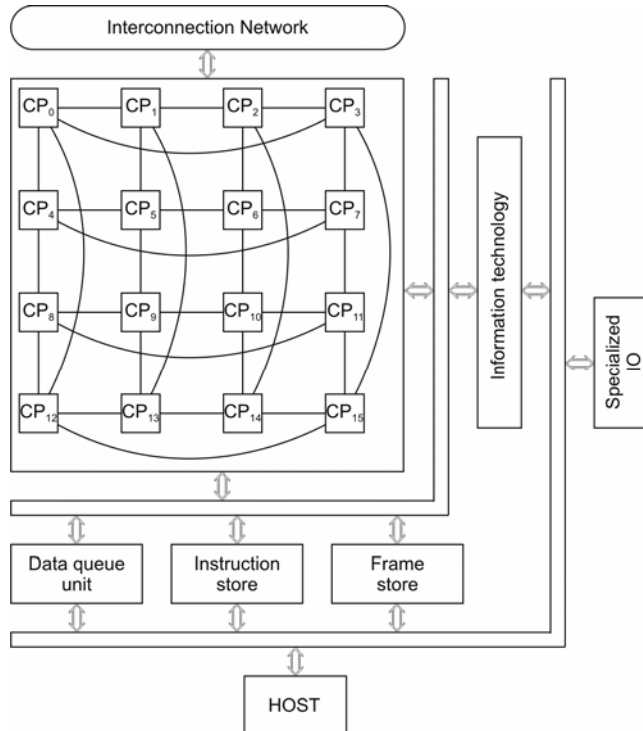 Interconnection Network
CP₀ CP₁ CP₂ CP₃
CP₄ CP₅ CP₆ CP₇
CP₈ CP₉ CP₁₀ CP₁₁
CP₁₂ CP₁₃ CP₁₄ CP₁₅
Information technology
Specialized
IO
Data queue
unit
Instruction
store
Frame
store
HOST